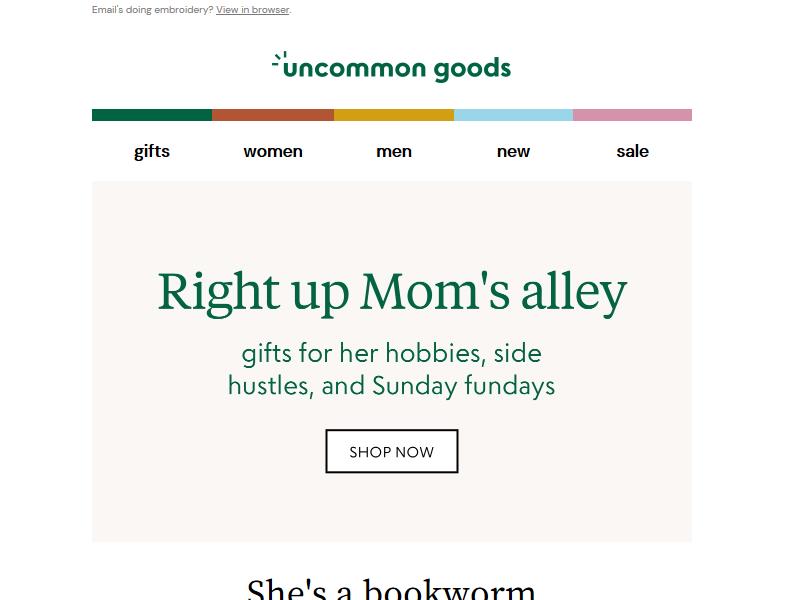 Email's doing embroidery? View in browser.
uncommon goods
gifts women men new sale
Right up Mom's alley
gifts for her hobbies, side
hustles, and Sunday fundays
SHOP NOW
She's a bookworm